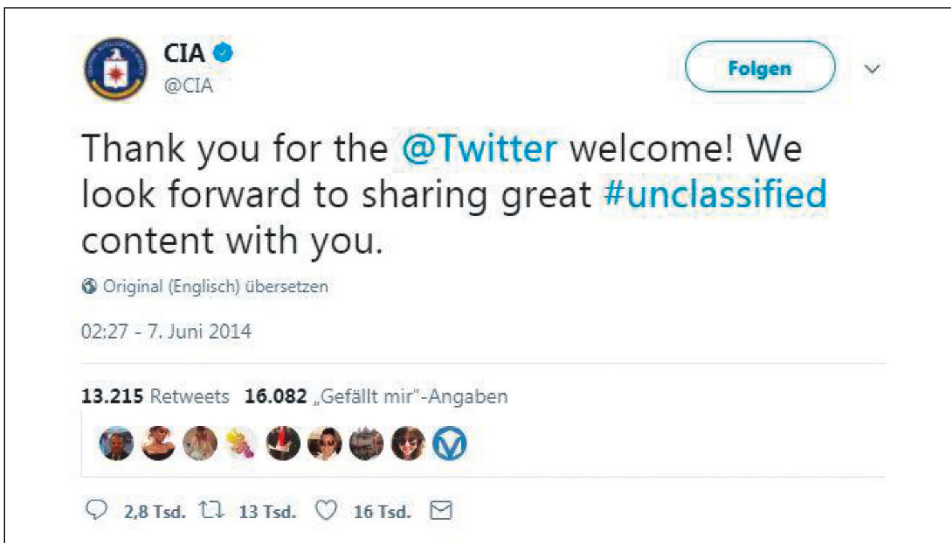 CIA
@CIA
Folgen
Thank you for the @Twitter welcome! We
look forward to sharing great #unclassified
content with you.
Original (Englisch) übersetzen
02:27 - 7. Juni 2014
13.215 Retweets 16.082 „Gefällt mir"-Angaben
2,8 Tsd. 13 Tsd. 16 Tsd.